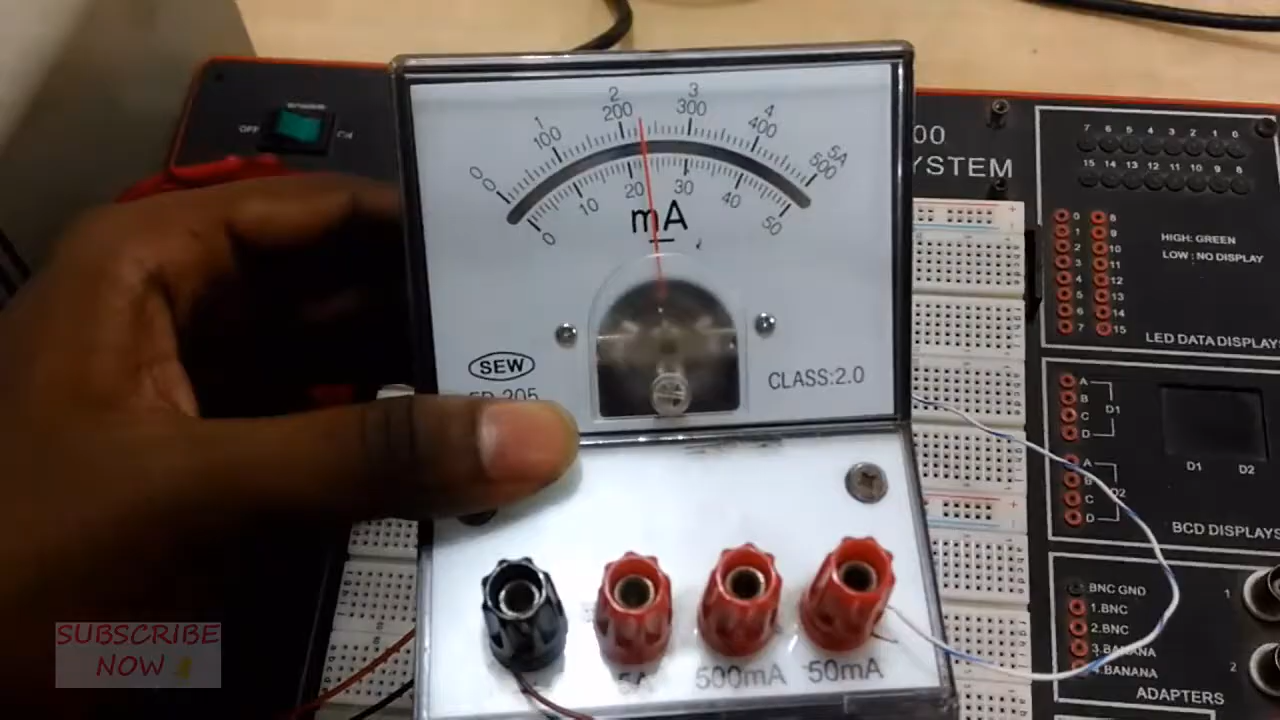 OFF
00
YSTEM
0 1 2 3 4 5A
0 100 200 300 400 500
0 10 20 30 40 50
mA
SEW
CLASS:2.0
5A 500mA 50mA
7 6 5 4 3 2 1 0
15 14 13 12 11 10 9 8
0 8
1 9
2 10
3 11
4 12
5 13
6 14
7 15
HIGH: GREEN
LOW : NO DISPLAY
LED DATA DISPLAYS
A
B
C
D
D1
A
B
C
D
D2
D1 D2
BCD DISPLAYS
BNC GND
1.BNC
2.BNC
3.BANANA
4.BANANA
ADAPTERS
1
2
SUBSCRIBE
NOW